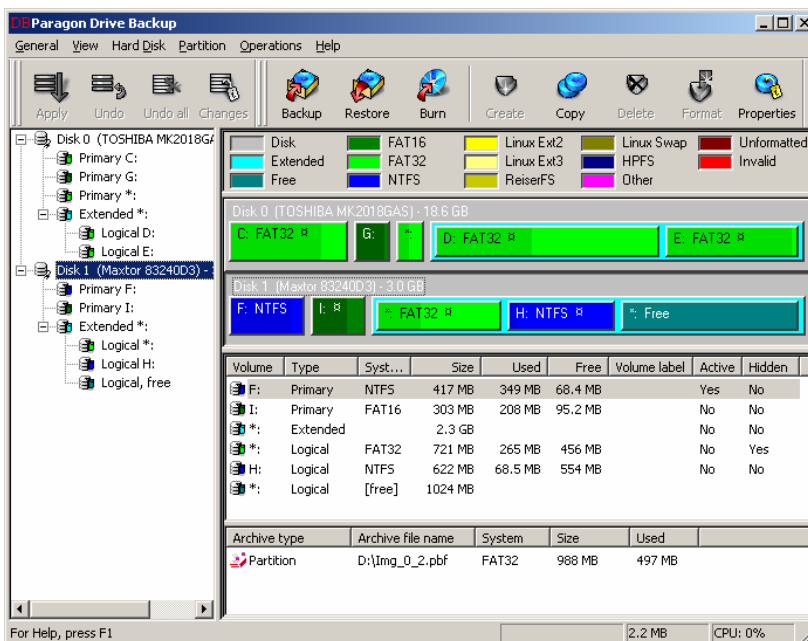 DB Paragon Drive Backup
General View Hard Disk Partition Operations Help
Apply Undo Undo all Changes Backup Restore Burn Create Copy Delete Format Properties
Disk 0 (TOSHIBA MK2018GA
Primary C:
Primary G:
Primary *:
Extended *:
Logical D:
Logical E:
Disk 1 (Maxtor 83240D3) -
Primary F:
Primary I:
Extended *:
Logical *:
Logical H:
Logical, free
Disk FAT16 Linux Ext2 Linux Swap Unformatted
Extended FAT32 Linux Ext3 HPFS Invalid
Free NTFS ReiserFS Other
Disk 0 (TOSHIBA MK2018GAS) - 18.6 GB
C: FAT32 ¤ G: *: D: FAT32 ¤ E: FAT32 ¤
Disk 1 (Maxtor 83240D3) - 3.0 GB
F: NTFS I: ¤ *: FAT32 ¤ H: NTFS ¤ *: Free
Volume Type Syst... Size Used Free Volume label Active Hidden
F: Primary NTFS 417 MB 349 MB 68.4 MB Yes No
I: Primary FAT16 303 MB 208 MB 95.2 MB No No
*: Extended 2.3 GB No No
*: Logical FAT32 721 MB 265 MB 456 MB No Yes
H: Logical NTFS 622 MB 68.5 MB 554 MB No No
*: Logical [free] 1024 MB
Archive type Archive file name System Size Used
Partition D:\Img_0_2.pbf FAT32 988 MB 497 MB
For Help, press F1 2.2 MB CPU: 0%